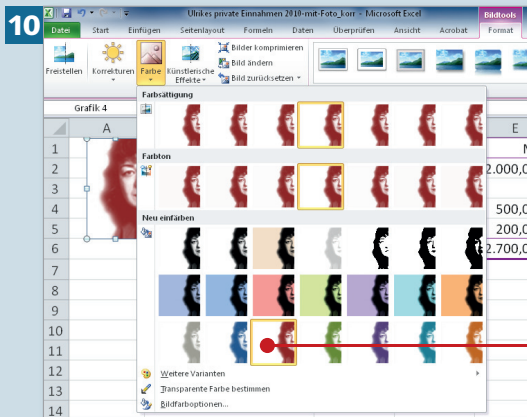 10
Ulrikes private Einnahmen 2010-mit-Foto_korr - Microsoft Excel
Bildtools
Datei Start Einfügen Seitenlayout Formeln Daten Überprüfen Ansicht Acrobat Format
Freistellen
Korrekturen
Farbe
Künstlerische Effekte
Bilder komprimieren
Bild ändern
Bild zurücksetzen
Grafik 4
Farbsättigung
A E
1
2 2.000,0
3
4 500,0
5 200,0
6 2.700,0
7
8
9
10
11
12
13
14
Farbton
Neu einfärben
Weitere Varianten
Transparente Farbe bestimmen
Bildfarboptionen...